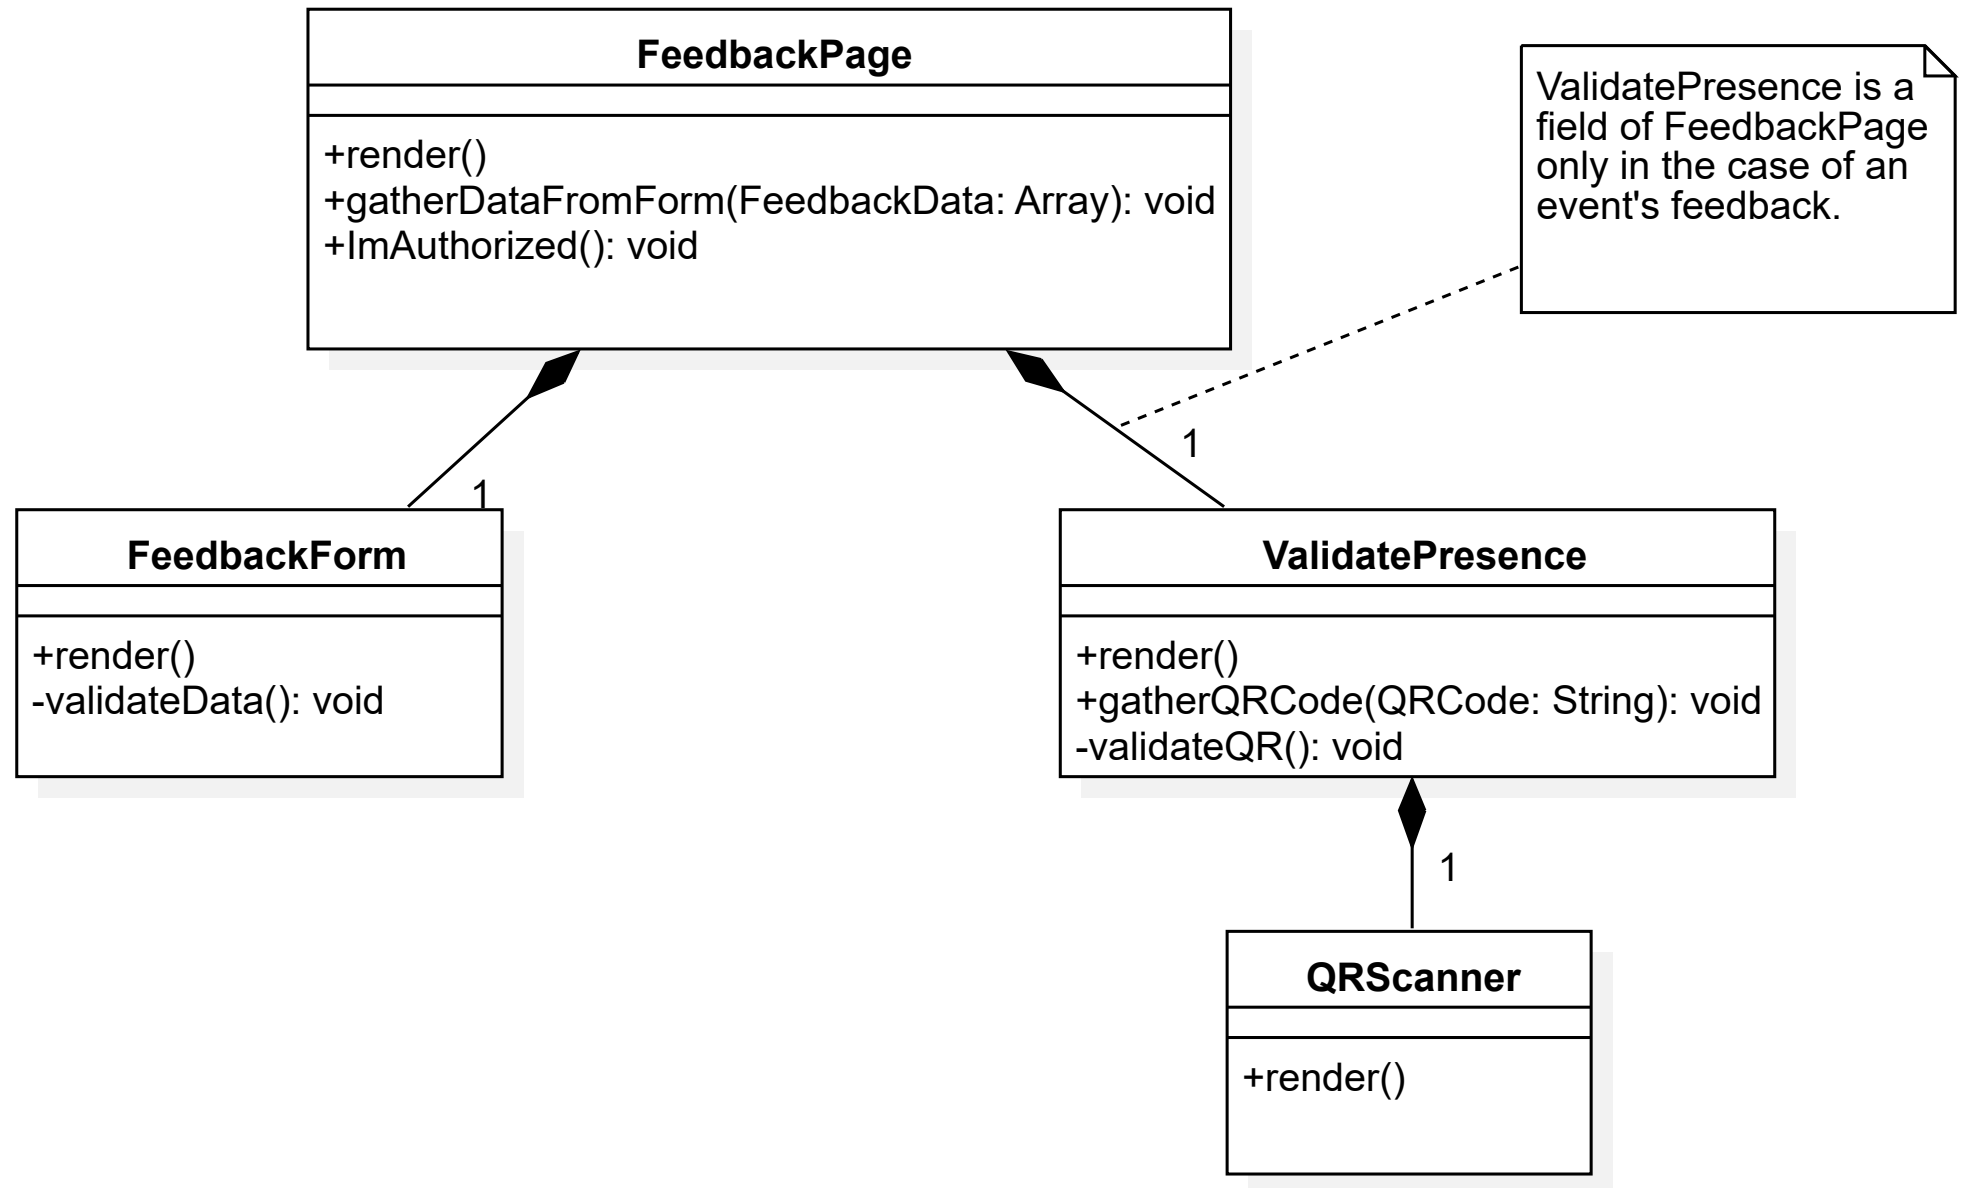 FeedbackPage
+render()
+gatherDataFromForm(FeedbackData: Array): void
+ImAuthorized(): void
ValidatePresence is a
field of FeedbackPage
only in the case of an
event's feedback.
1
1
FeedbackForm
+render()
-validateData(): void
ValidatePresence
+render()
+gatherQRCode(QRCode: String): void
-validateQR(): void
1
QRScanner
+render()